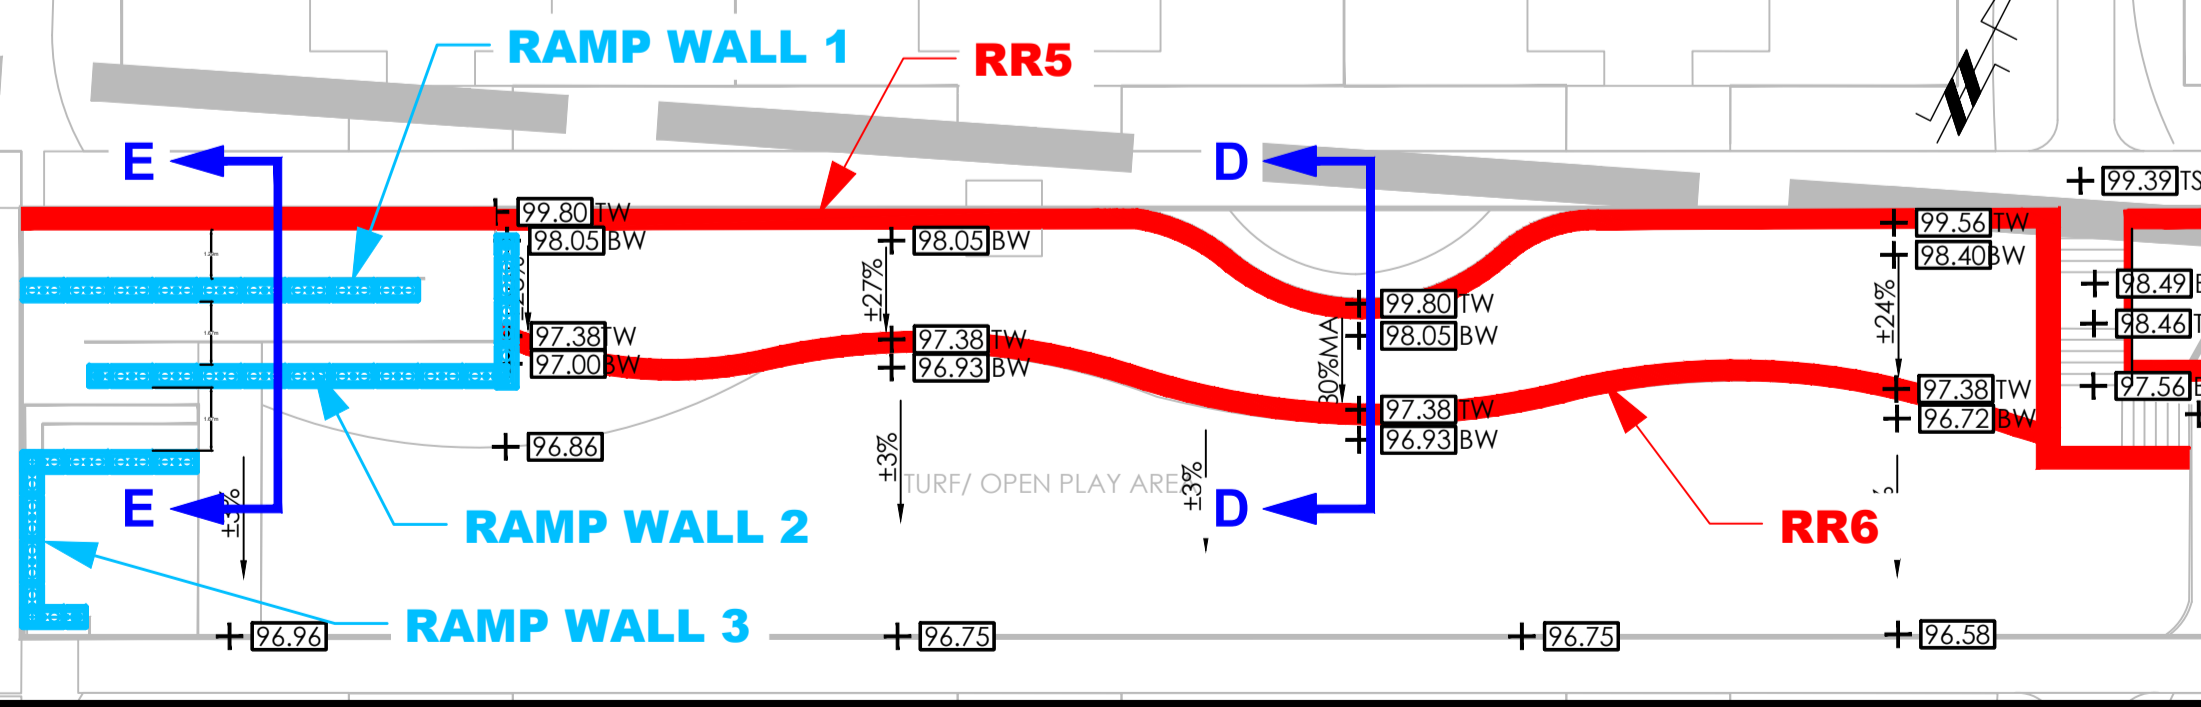 RAMP WALL 1
RR5
E
D
99.39 TS
99.80 TW
98.05 BW
98.05 BW
99.56 TW
98.40 BW
±27%
99.80 TW
98.05 BW
98.49
98.46
±24%
97.38 TW
97.00 BW
97.38 TW
96.93 BW
30%MA
97.38 TW
96.93 BW
97.38 TW
96.72 BW
97.56
96.86
±3%
TURF/ OPEN PLAY AREA
±3%
E
±3%
D
RAMP WALL 2
RR6
RAMP WALL 3
96.96
96.75
96.75
96.58